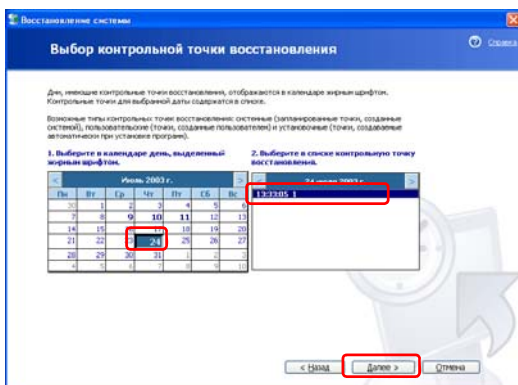 Восстановление системы
Выбор контрольной точки восстановления
Справка
Дни, имеющие контрольные точки восстановления, отображаются в календаре жирным шрифтом.
Контрольные точки для выбранной даты содержатся в списке.
Возможные типы контрольных точек восстановления: системные (запланированные точки, созданные
системой), пользовательские (точки, созданные пользователем) и установочные (точки, создаваемые
автоматически при установке программ).
1. Выберите в календаре день, выделенный
жирным шрифтом.
2. Выберите в списке контрольную точку
восстановления.
< Июль 2003 г. >
Пн Вт Ср Чт Пт Сб Вс
30 1 2 3 4 5 6
7 8 9 10 11 12 13
14 15 17 18 19 20
21 22 23 24 25 26 27
28 29 30 31 1 2 3
4 5 6 7 8 9 10
< 24 июля 2003 г. >
13:33:05 1
< Назад
Далее >
Отмена